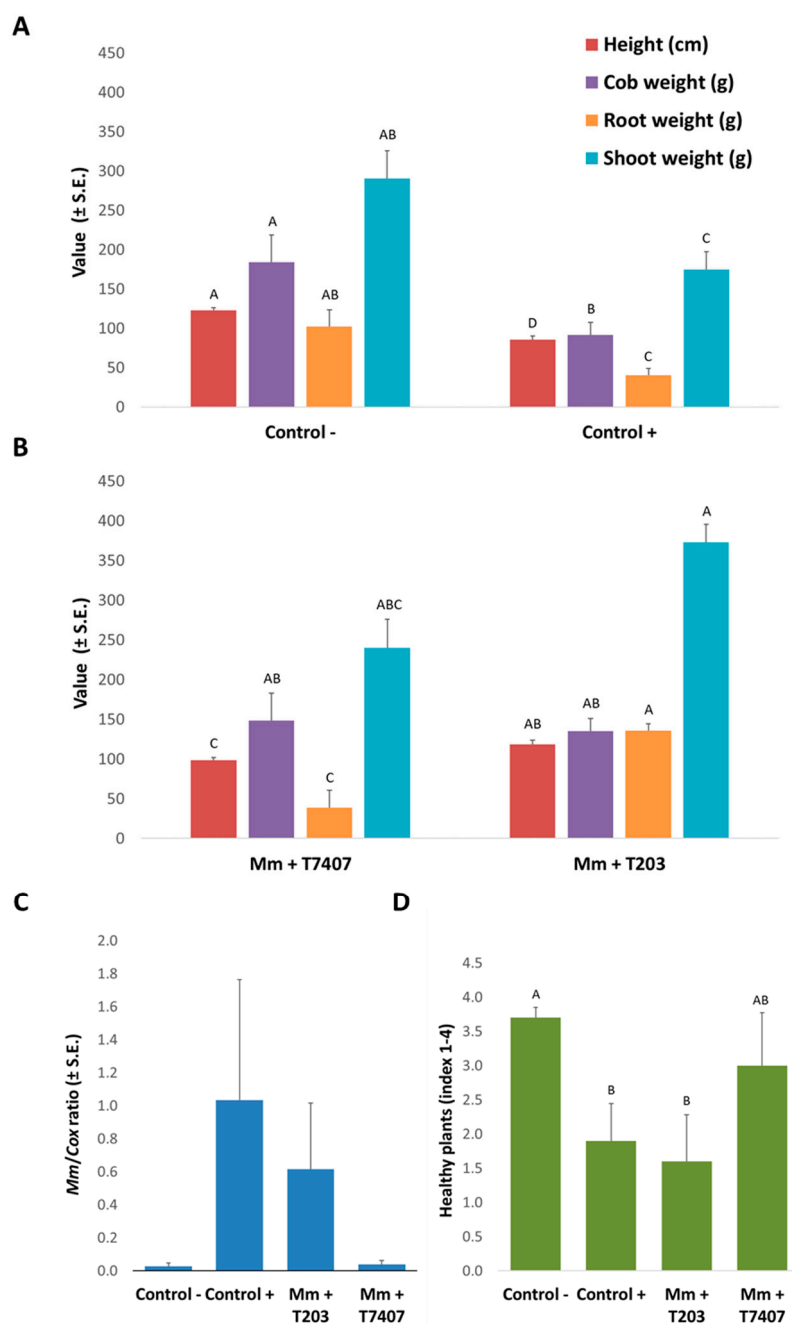 A
Height (cm)
Cob weight (g)
Root weight (g)
Shoot weight (g)
Value (± S.E.)
450
400
350
300
250
200
150
100
50
0
A
A
AB
AB
D
B
C
C
Control -
Control +
B
Value (± S.E.)
450
400
350
300
250
200
150
100
50
0
C
AB
C
ABC
AB
AB
A
A
Mm + T7407
Mm + T203
C
Mm/Cox ratio (± S.E.)
2.0
1.8
1.6
1.4
1.2
1.0
0.8
0.6
0.4
0.2
0.0
Control -
Control +
Mm +
T203
Mm +
T7407
D
Healthy plants (index 1-4)
4.5
4.0
3.5
3.0
2.5
2.0
1.5
1.0
0.5
0.0
A
B
B
AB
Control -
Control +
Mm +
T203
Mm +
T7407